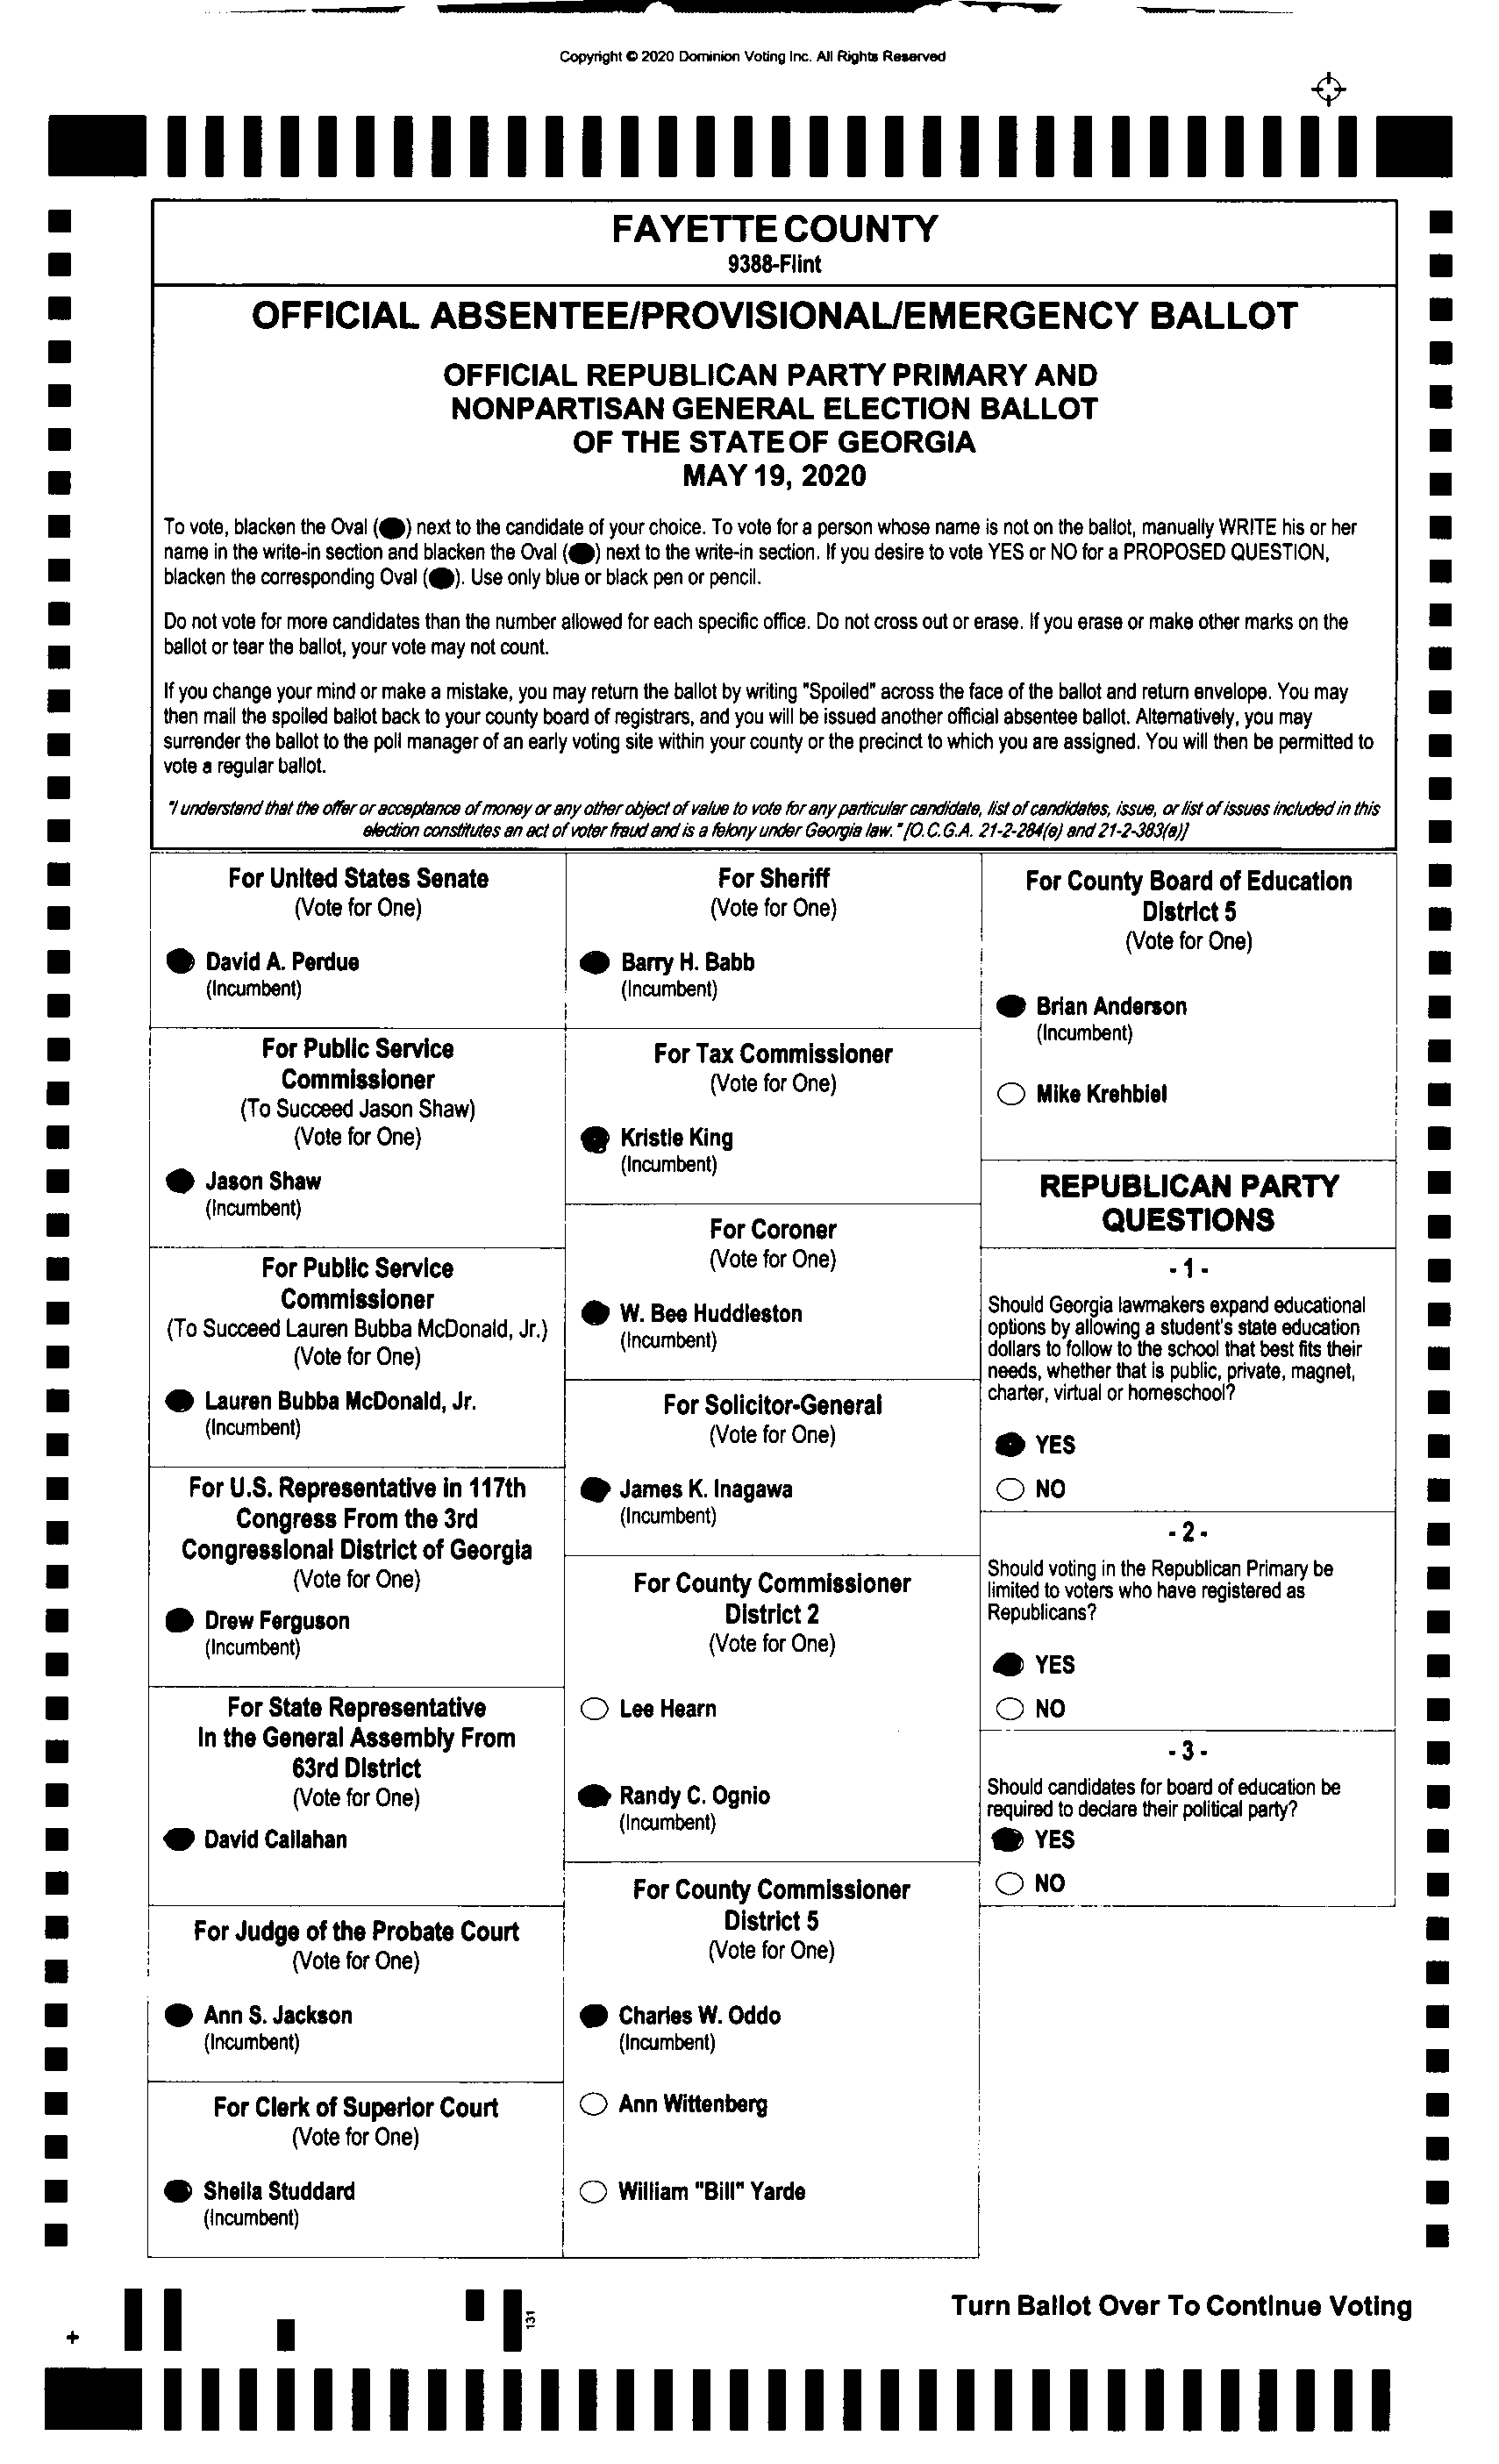 Copyright © 2020 Dominion Voting Inc. All Rights Reserved
FAYETTE COUNTY
9388-Flint
OFFICIAL ABSENTEE/PROVISIONAL/EMERGENCY BALLOT
OFFICIAL REPUBLICAN PARTY PRIMARY AND
NONPARTISAN GENERAL ELECTION BALLOT
OF THE STATE OF GEORGIA
MAY 19, 2020
To vote, blacken the Oval (●) next to the candidate of your choice. To vote for a person whose name is not on the ballot, manually WRITE his or her
name in the write-in section and blacken the Oval (●) next to the write-in section. If you desire to vote YES or NO for a PROPOSED QUESTION,
blacken the corresponding Oval (●). Use only blue or black pen or pencil.
Do not vote for more candidates than the number allowed for each specific office. Do not cross out or erase. If you erase or make other marks on the
ballot or tear the ballot, your vote may not count.
If you change your mind or make a mistake, you may return the ballot by writing "Spoiled" across the face of the ballot and return envelope. You may
then mail the spoiled ballot back to your county board of registrars, and you will be issued another official absentee ballot. Alternatively, you may
surrender the ballot to the poll manager of an early voting site within your county or the precinct to which you are assigned. You will then be permitted to
vote a regular ballot.
"I understand that the offer or acceptance of money or any other object of value to vote for any particular candidate, list of candidates, issue, or list of issues included in this
election constitutes an act of voter fraud and is a felony under Georgia law." [O.C.G.A. 21-2-284(e) and 21-2-383(a)]
For United States Senate
(Vote for One)
David A. Perdue
(Incumbent)
For Public Service
Commissioner
(To Succeed Jason Shaw)
(Vote for One)
Jason Shaw
(Incumbent)
For Public Service
Commissioner
(To Succeed Lauren Bubba McDonald, Jr.)
(Vote for One)
Lauren Bubba McDonald, Jr.
(Incumbent)
For U.S. Representative in 117th
Congress From the 3rd
Congressional District of Georgia
(Vote for One)
Drew Ferguson
(Incumbent)
For State Representative
In the General Assembly From
63rd District
(Vote for One)
David Callahan
For Judge of the Probate Court
(Vote for One)
Ann S. Jackson
(Incumbent)
For Clerk of Superior Court
(Vote for One)
Sheila Studdard
(Incumbent)
For Sheriff
(Vote for One)
Barry H. Babb
(Incumbent)
For Tax Commissioner
(Vote for One)
Kristie King
(Incumbent)
For Coroner
(Vote for One)
W. Bee Huddleston
(Incumbent)
For Solicitor-General
(Vote for One)
James K. Inagawa
(Incumbent)
For County Commissioner
District 2
(Vote for One)
Lee Hearn
Randy C. Ognio
(Incumbent)
For County Commissioner
District 5
(Vote for One)
Charles W. Oddo
(Incumbent)
Ann Wittenberg
William "Bill" Yarde
For County Board of Education
District 5
(Vote for One)
Brian Anderson
(Incumbent)
Mike Krehbiel
REPUBLICAN PARTY
QUESTIONS
- 1 -
Should Georgia lawmakers expand educational
options by allowing a student's state education
dollars to follow to the school that best fits their
needs, whether that is public, private, magnet,
charter, virtual or homeschool?
YES
NO
- 2 -
Should voting in the Republican Primary be
limited to voters who have registered as
Republicans?
YES
NO
- 3 -
Should candidates for board of education be
required to declare their political party?
YES
NO
Turn Ballot Over To Continue Voting
131